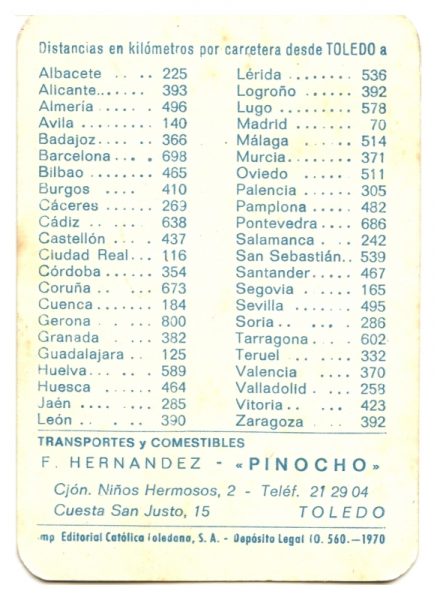 Distancias en kilómetros por carretera desde TOLEDO a
Albacete . . . . 225
Alicante..... . 393
Almería .... . 496
Avila ..... . 140
Badajoz.... . 366
Barcelona... . 698
Bilbao ..... . 465
Burgos .... 410
Cáceres .... . 269
Cádiz ..... . 638
Castellón .. . 437
Ciudad Real... . 116
Córdoba .... . 354
Coruña .. . . 673
Cuenca .... . 184
Gerona .... . 800
Granada .... . 382
Guadalajara . . 125
Huelva... . . 589
Huesca .... . 464
Jaén ..... . 285
León .. . . . 390
Lérida ........ 536
Logroño ...... 392
Lugo ........ 578
Madrid .... . 70
Málaga ...... 514
Murcia....... 371
Oviedo ...... 511
Palencia ..... 305
Pamplona .... 482
Pontevedra .... 686
Salamanca . . . 242
San Sebastián.. 539
Santander..... 467
Segovia ..... 165
Sevilla ...... 495
Soria .. ... . 286
Tarragona .... 602
Teruel ...... 332
Valencia .... 370
Valladolid . ... 258
Vitoria.. ... 423
Zaragoza .... 392
TRANSPORTES y COMESTIBLES
F. HERNANDEZ - «PINOCHO»
Cjón. Niños Hermosos, 2 - Teléf. 21 29 04
Cuesta San Justo, 15 TOLEDO
mp Editorial Católica Toledana, S. A. - Depósito Legal TO. 560.—1970